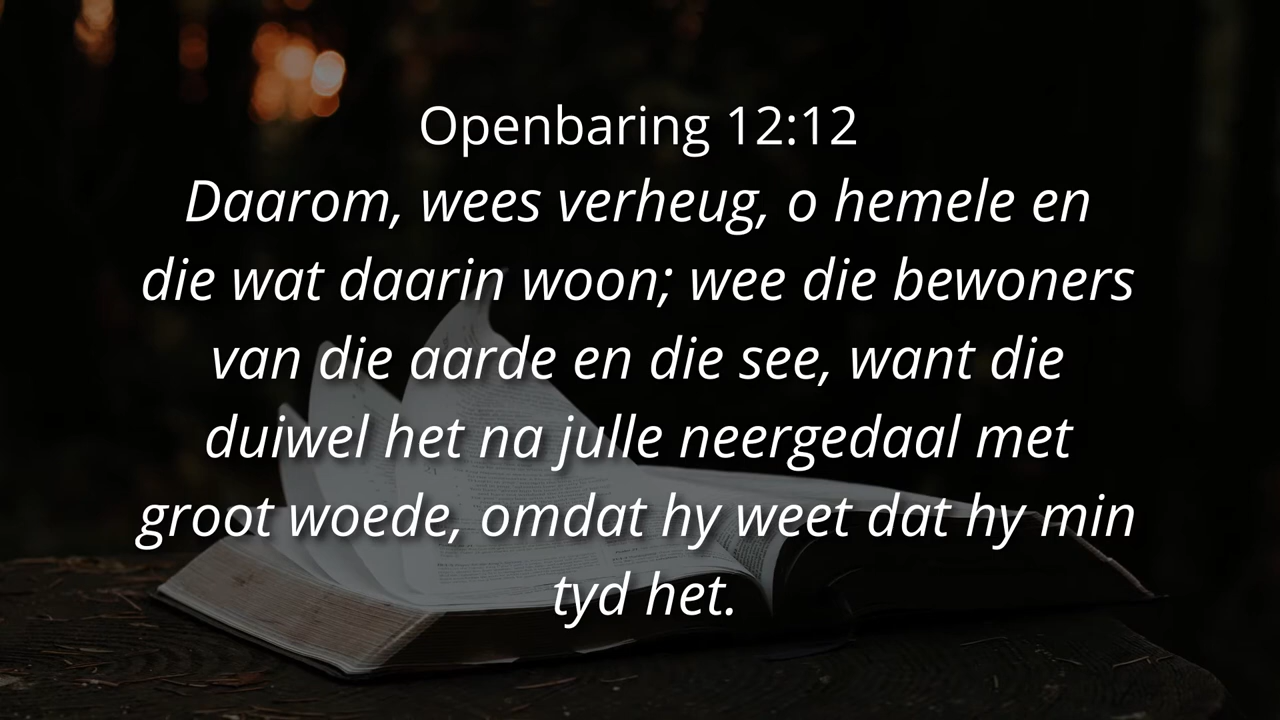 Openbaring 12:12
Daarom, wees verheug, o hemele en
die wat daarin woon; wee die bewoners
van die aarde en die see, want die
duiwel het na julle neergedaal met
groot woede, omdat hy weet dat hy min
tyd het.